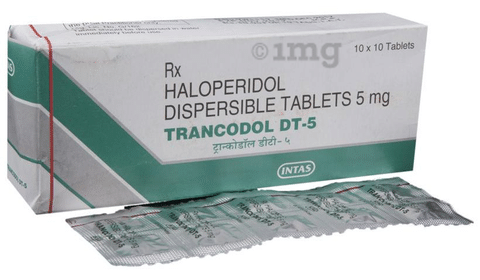 ©1mg
10 x 10 Tablets
Rx
HALOPERIDOL
DISPERSIBLE TABLETS 5 mg
TRANCODOL DT-5
ट्रान्कोडॉल डीटी-५
INTAS